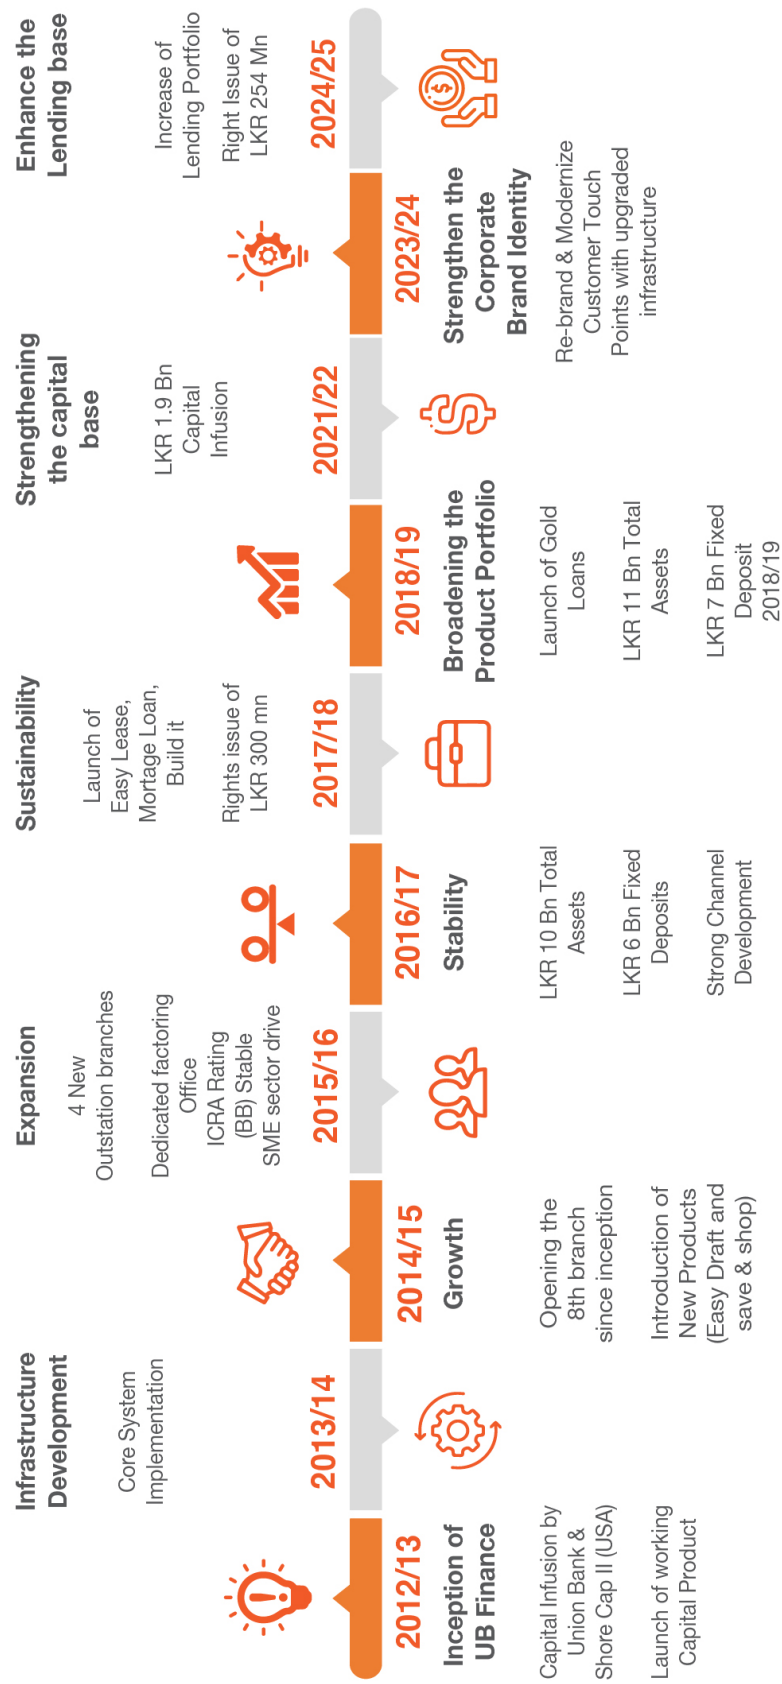 2012/13
Inception of
UB Finance
Capital Infusion by
Union Bank &
Shore Cap II (USA)
Launch of working
Capital Product
Infrastructure
Development
Core System
Implementation
2013/14
2014/15
Growth
Opening the
8th branch
since inception
Introduction of
New Products
(Easy Draft and
save & shop)
Expansion
4 New
Outstation branches
Dedicated factoring
Office
ICRA Rating
(BB) Stable
SME sector drive
2015/16
2016/17
Stability
LKR 10 Bn Total
Assets
LKR 6 Bn Fixed
Deposits
Strong Channel
Development
Sustainability
Launch of
Easy Lease,
Mortage Loan,
Build it
Rights issue of
LKR 300 mn
2017/18
2018/19
Broadening the
Product Portfolio
Launch of Gold
Loans
LKR 11 Bn Total
Assets
LKR 7 Bn Fixed
Deposit
2018/19
Strengthening
the capital
base
LKR 1.9 Bn
Capital
Infusion
2021/22
2023/24
Strengthen the
Corporate
Brand Identity
Re-brand & Modernize
Customer Touch
Points with upgraded
infrastructure
Enhance the
Lending base
Increase of
Lending Portfolio
Right Issue of
LKR 254 Mn
2024/25